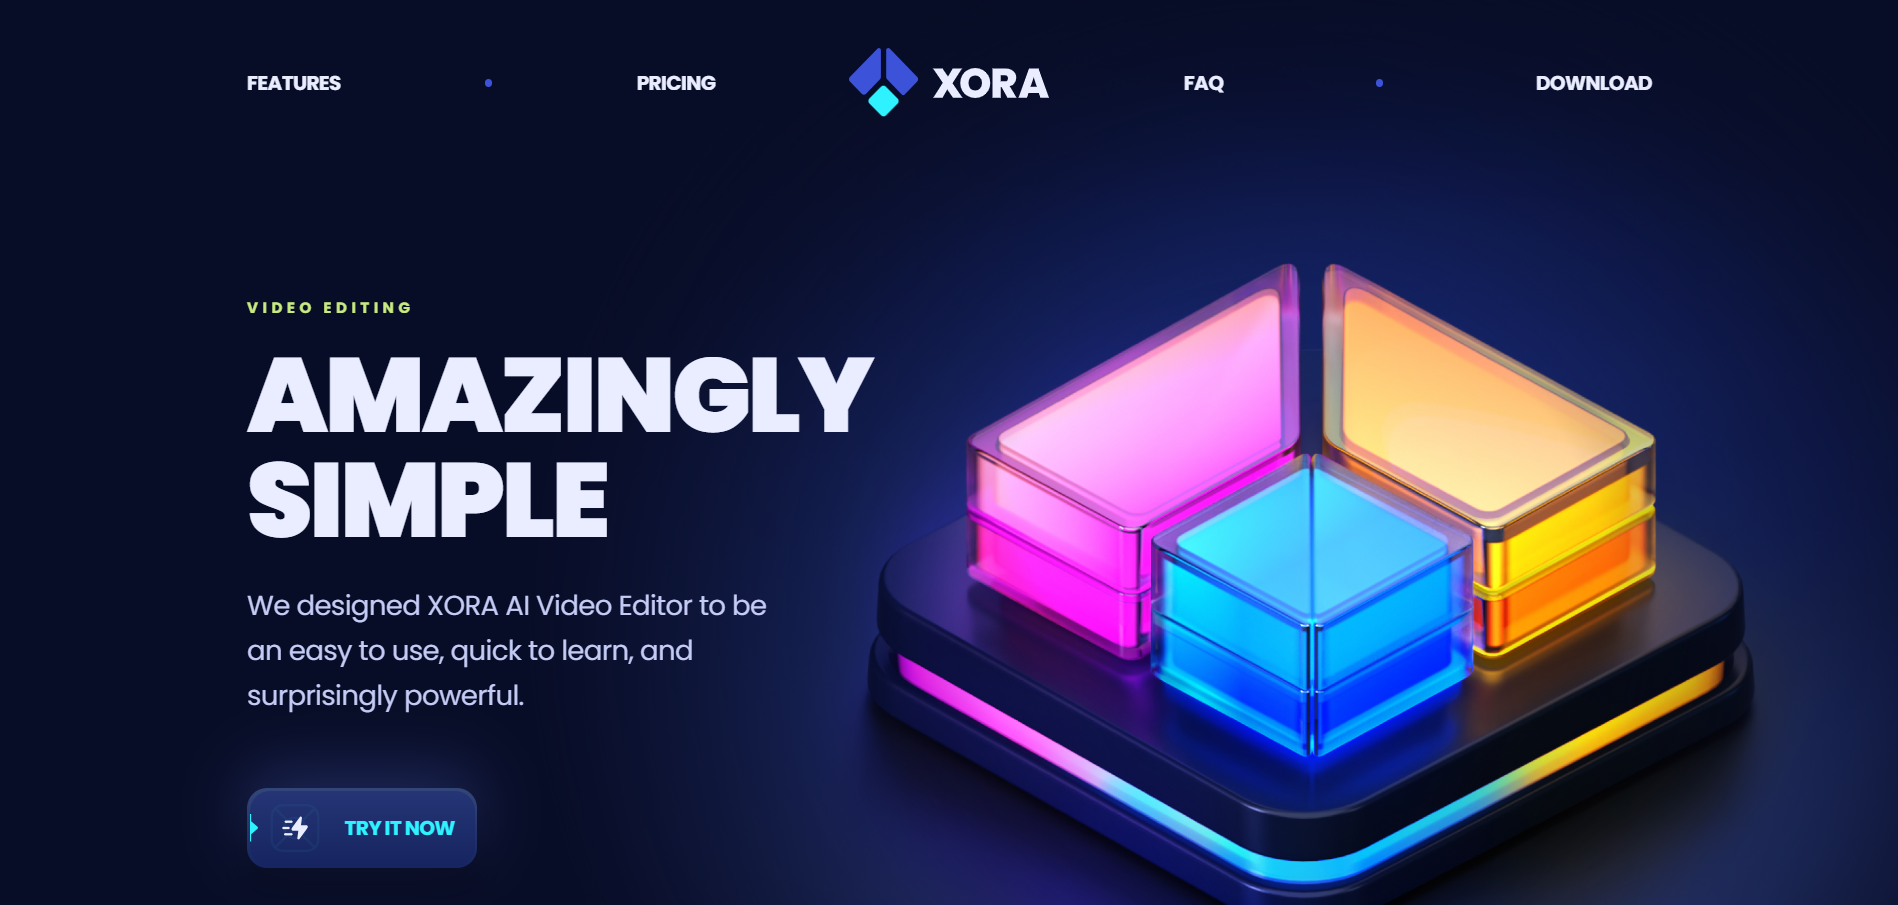 FEATURES
PRICING
XORA
FAQ
DOWNLOAD
VIDEO EDITING
AMAZINGLY
SIMPLE
We designed XORA AI Video Editor to be
an easy to use, quick to learn, and
surprisingly powerful.
TRY IT NOW